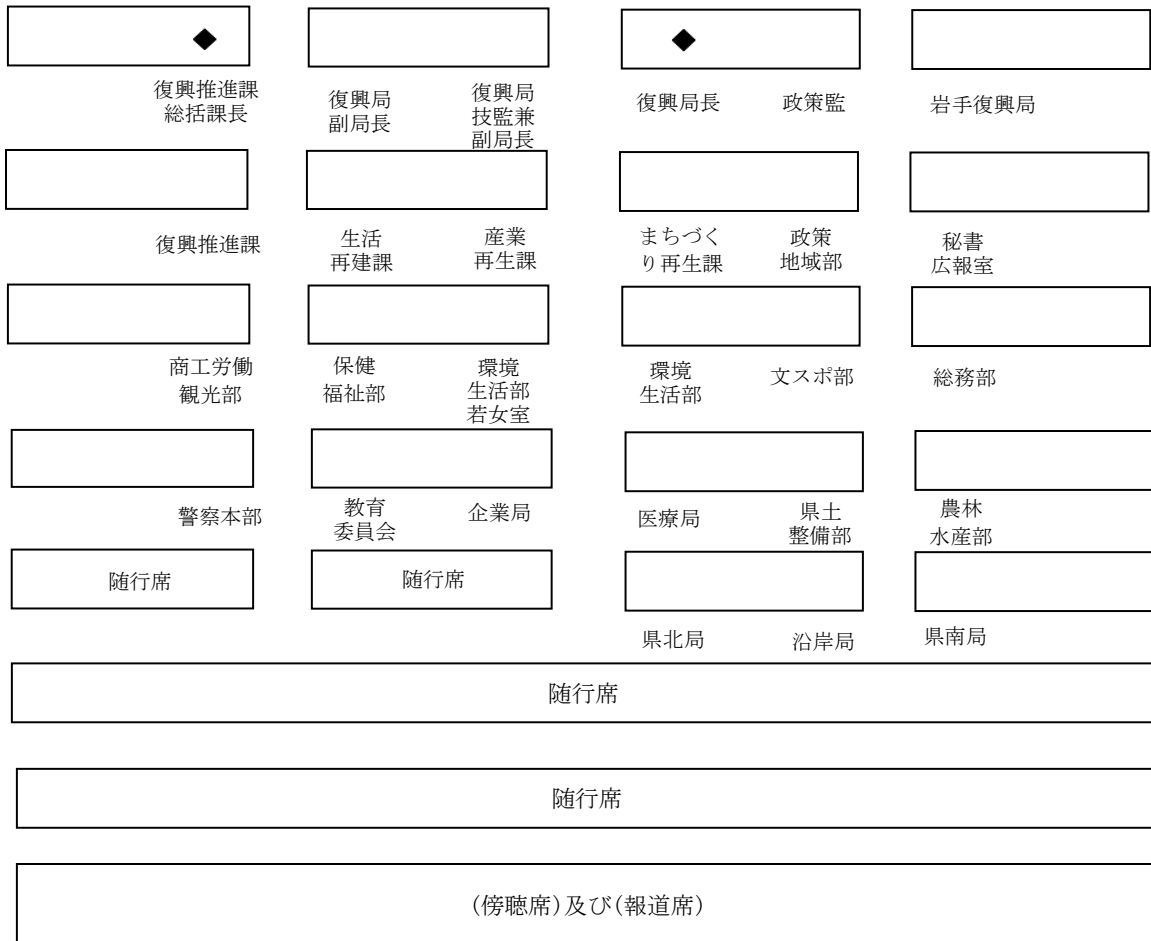 ◆
◆
復興推進課
総括課長
復興局
副局長
復興局
技監兼
副局長
復興局長
政策監
岩手復興局
復興推進課
生活
再建課
産業
再生課
まちづく
り再生課
政策
地域部
秘書
広報室
商工労働
観光部
保健
福祉部
環境
生活部
若女室
環境
生活部
文スポ部
総務部
警察本部
教育
委員会
企業局
医療局
県土
整備部
農林
水産部
随行席
随行席
県北局
沿岸局
県南局
随行席
随行席
(傍聴席)及び(報道席)